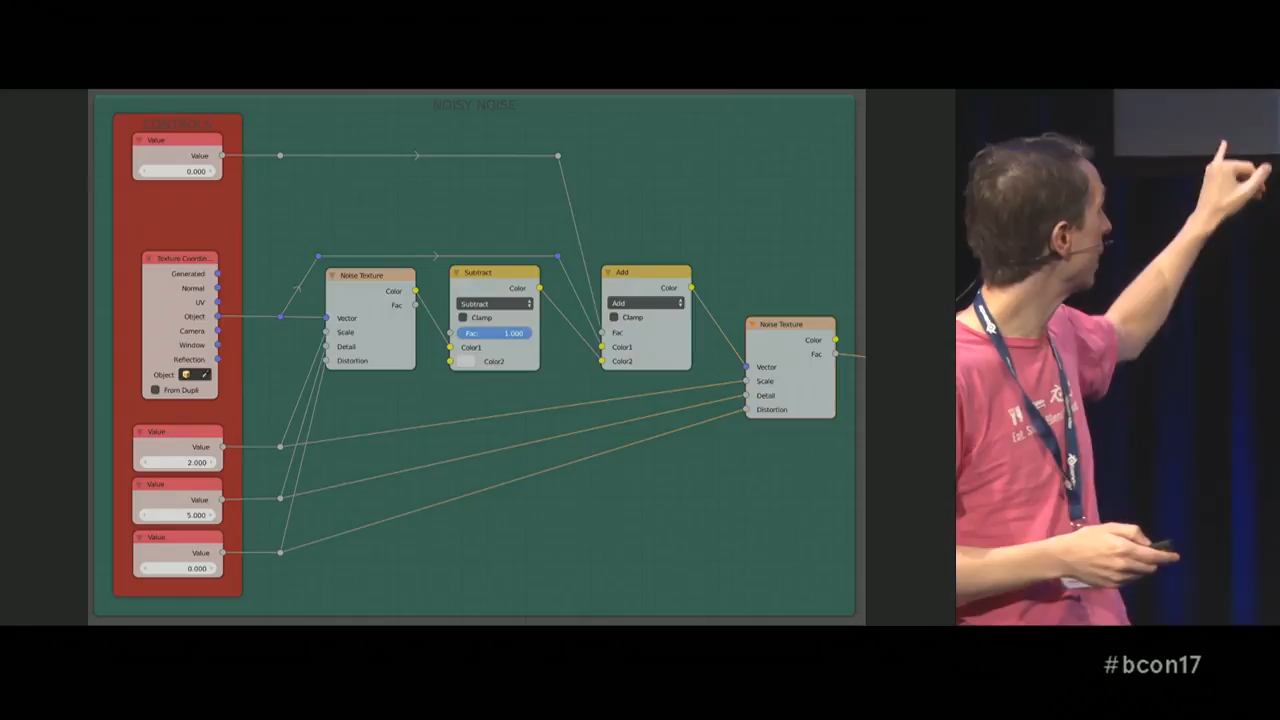 NOISY NOISE
CONTROLS
Value
Value
0.000
Texture Coordin...
Generated
Normal
UV
Object
Camera
Window
Reflection
Object
From Dupli
Value
Value
2.000
Value
Value
5.000
Value
Value
0.000
Noise Texture
Color
Fac
Vector
Scale
Detail
Distortion
Subtract
Color
Subtract
Clamp
Fac: 1.000
Color1
Color2
Add
Color
Add
Clamp
Fac
Color1
Color2
Noise Texture
Color
Fac
Vector
Scale
Detail
Distortion
#bcon17